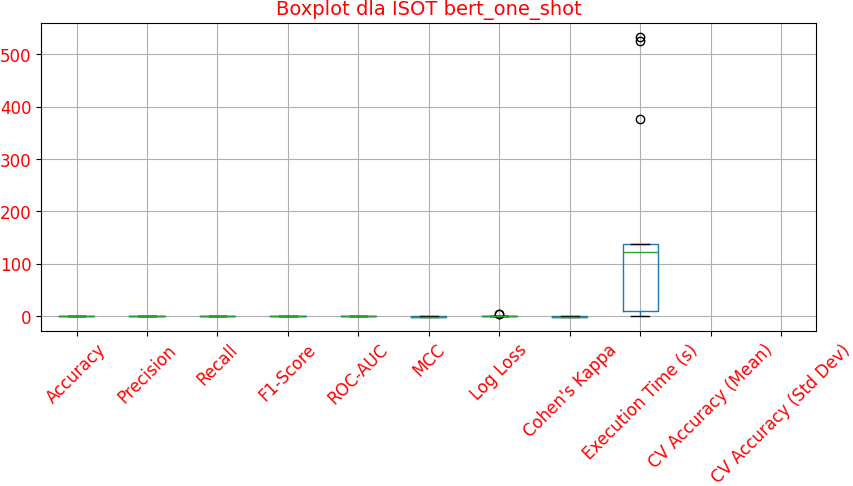 Boxplot dla ISOT bert_one_shot
500
400
300
200
100
0
Accuracy
Precision
Recall
F1-Score
ROC-AUC
MCC
Log Loss
Cohen's Kappa
Execution Time (s)
CV Accuracy (Mean)
CV Accuracy (Std Dev)